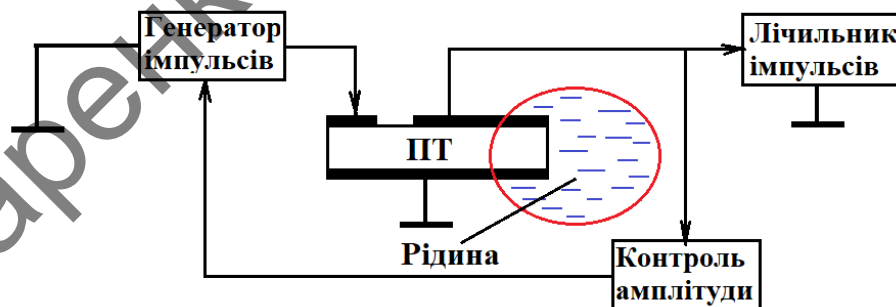 Генератор
імпульсів
Лічильник
імпульсів
ПТ
Рідина
Контроль
амплітуди